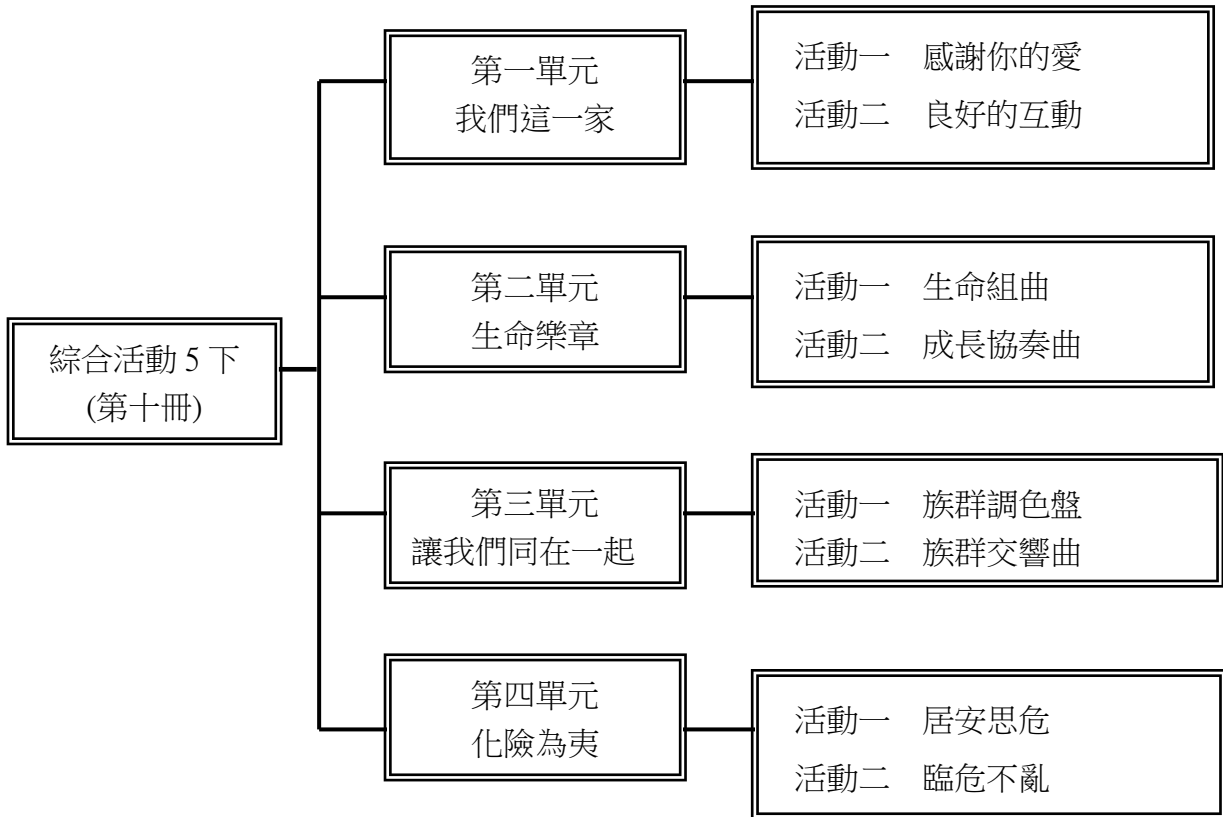 第一單元
我們這一家
活動一　感謝你的愛
活動二　良好的互動
第二單元
生命樂章
活動一　生命組曲
活動二　成長協奏曲
綜合活動 5 下
(第十冊)
第三單元
讓我們同在一起
活動一　族群調色盤
活動二　族群交響曲
第四單元
化險為夷
活動一　居安思危
活動二　臨危不亂